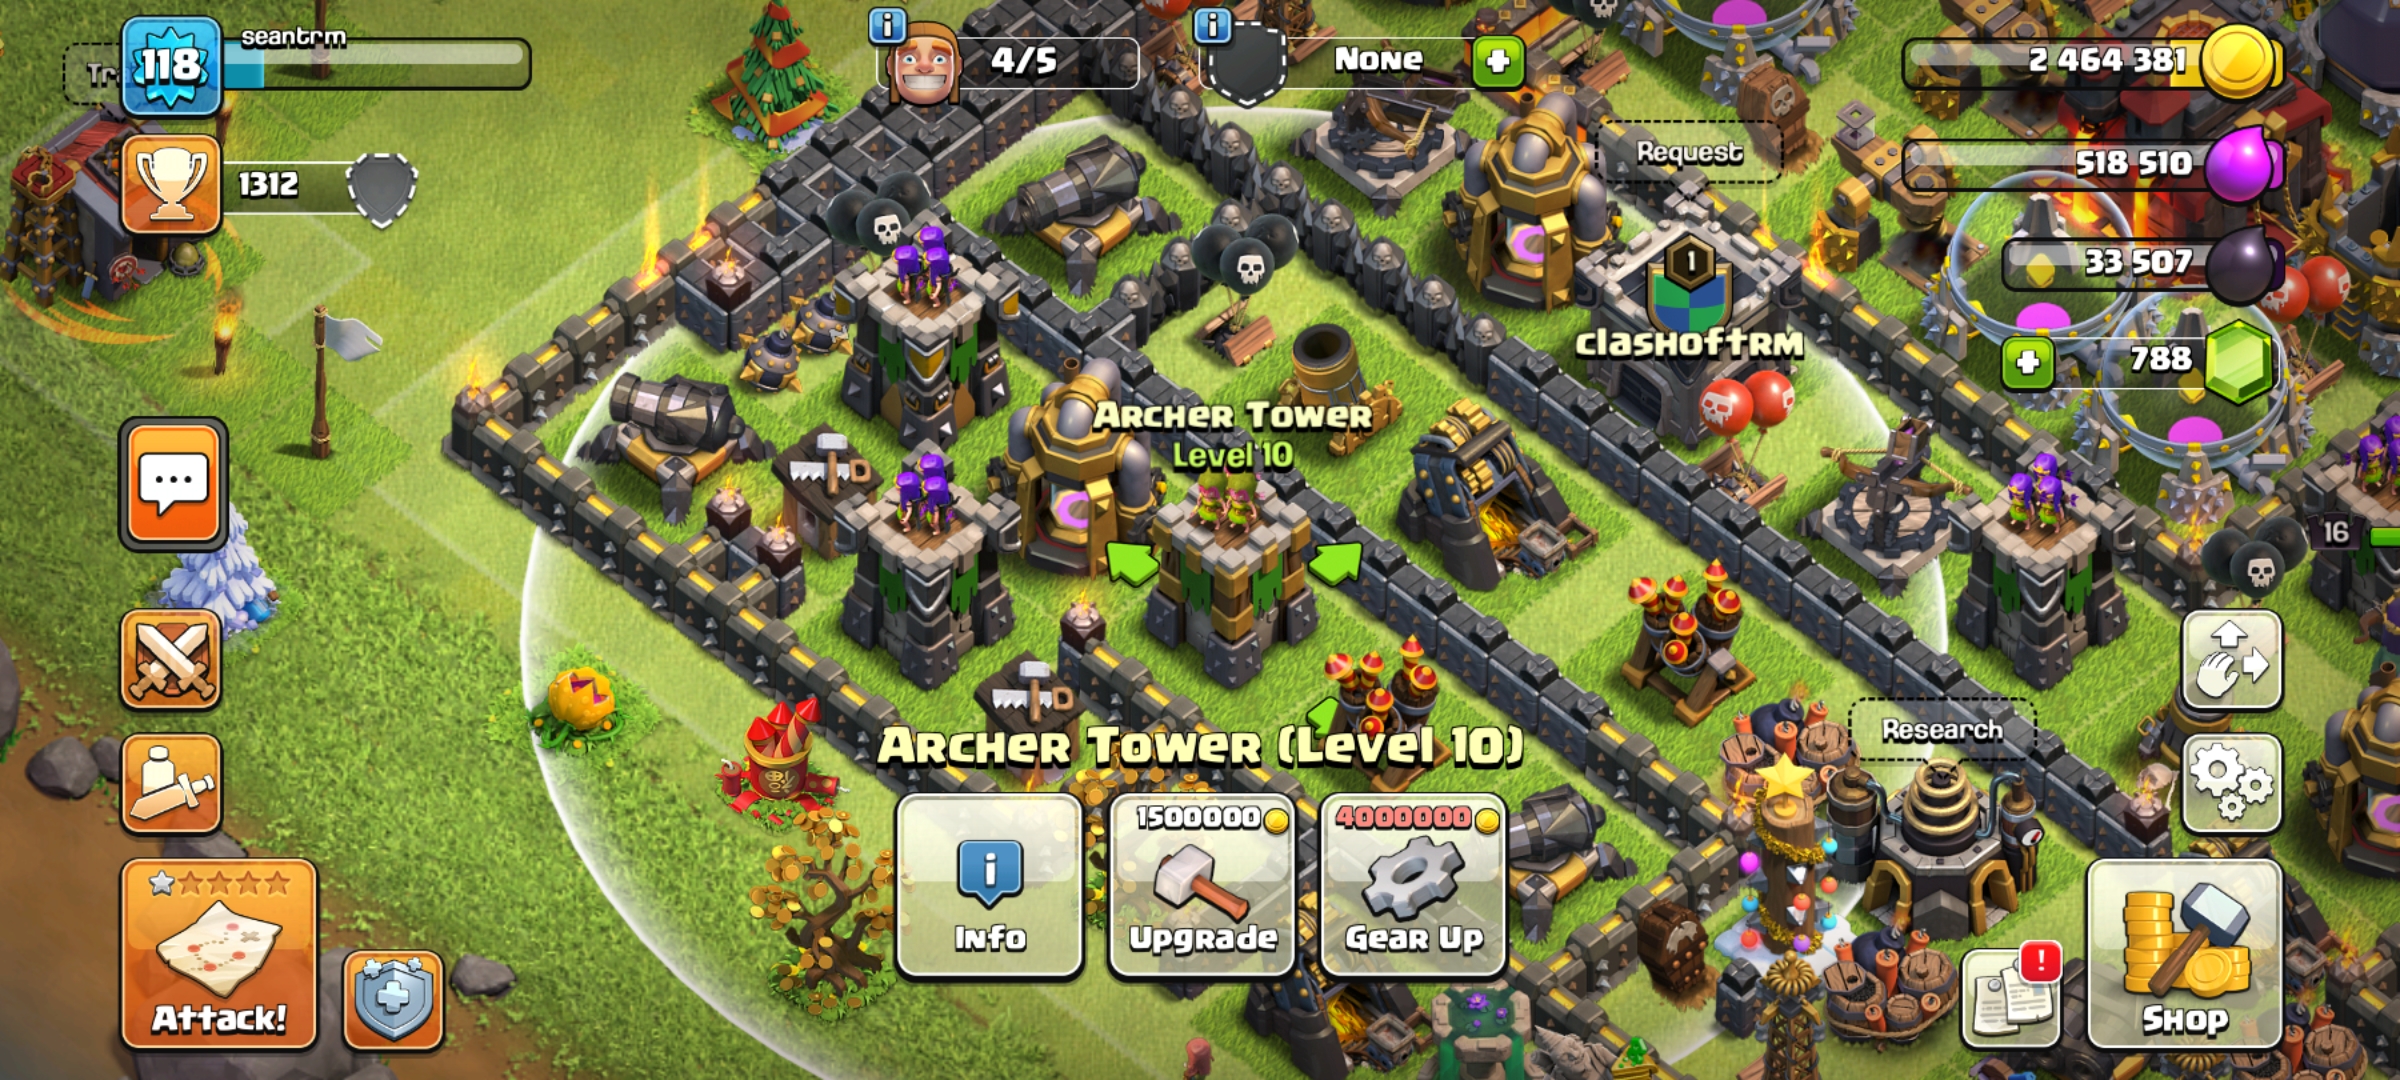 118
seantrm
4/5
None
2 464 381
1312
Request
518 510
33 507
1
clashoftRM
788
Archer Tower
Level 10
16
Research
Archer Tower (Level 10)
1500000
4000000
Info
Upgrade
Gear Up
Attack!
!
Shop